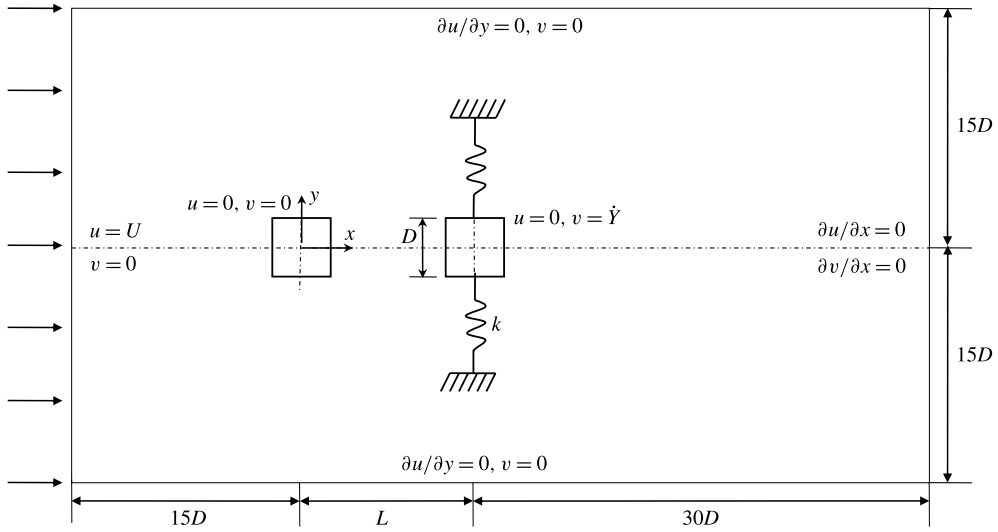 ∂u/∂y = 0, v = 0
15D
u = 0, v = 0
y
x
D
u = 0, v = Ẏ
u = U
v = 0
∂u/∂x = 0
∂v/∂x = 0
k
15D
∂u/∂y = 0, v = 0
15D
L
30D